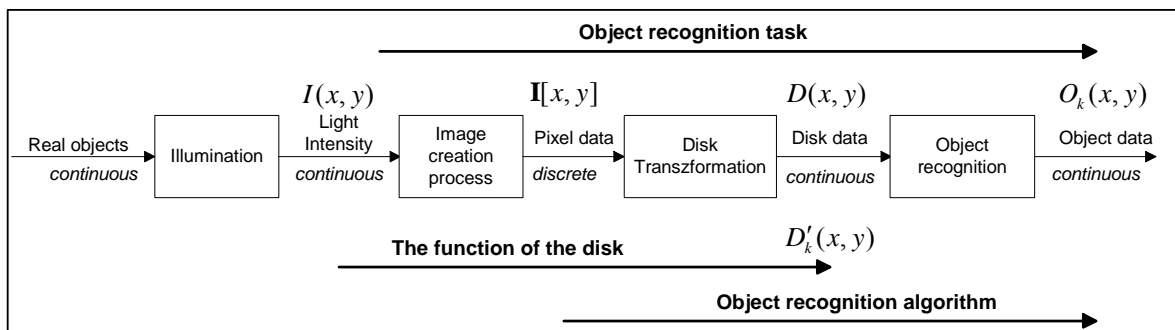 Object recognition task
I(x, y)
I[x, y]
D(x, y)
O_k(x, y)
Real objects
continuous
Illumination
Light
Intensity
continuous
Image
creation
process
Pixel data
discrete
Disk
Transzformation
Disk data
continuous
Object
recognition
Object data
continuous
The function of the disk
D′_k(x, y)
Object recognition algorithm